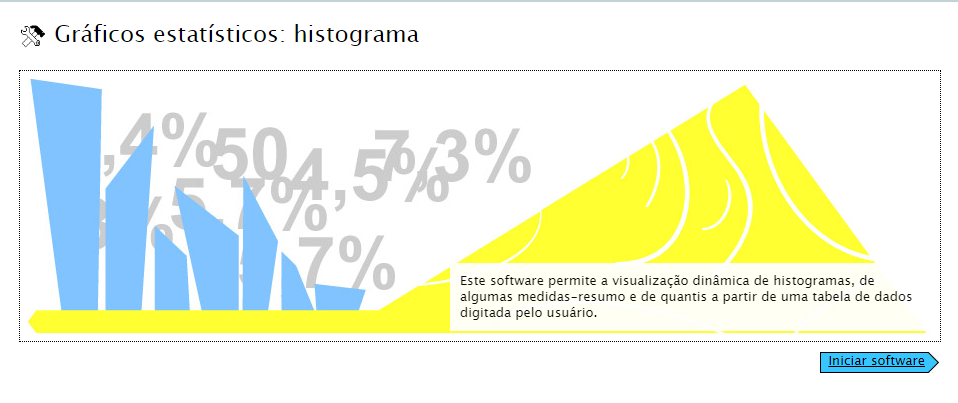 Gráficos estatísticos: histograma
,4%
50
4,5%
7,3%
5,7%
%
7%
Este software permite a visualização dinâmica de histogramas, de
algumas medidas-resumo e de quantis a partir de uma tabela de dados
digitada pelo usuário.
Iniciar software